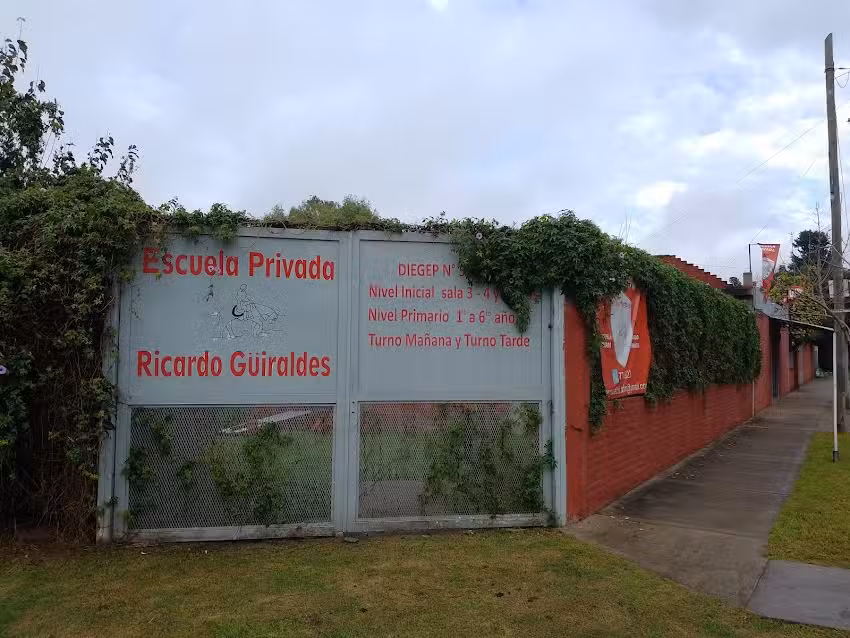 Escuela Privada
Ricardo Güiraldes
DIEGEP N°
Nivel Inicial sala 3 - 4 y
Nivel Primario 1° a 6° año
Turno Mañana y Turno Tarde